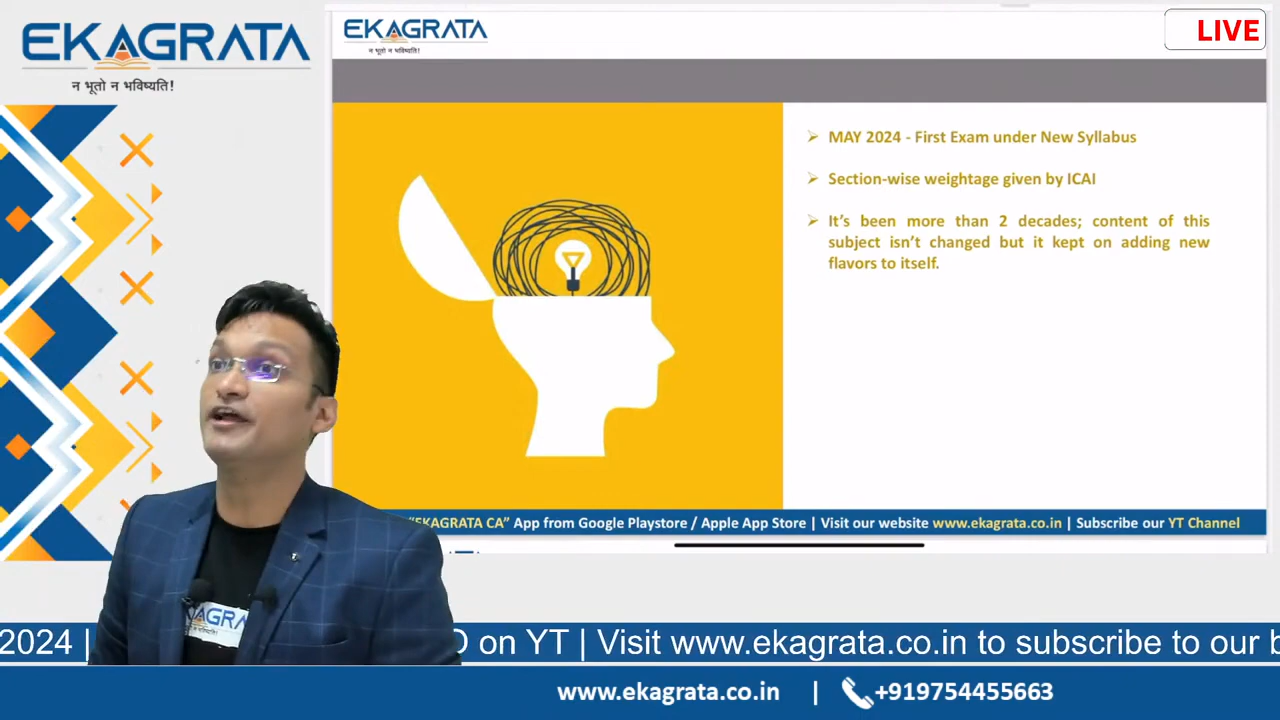 EKAGRATA
न भूतो न भविष्यति!
EKAGRATA
न भूतो न भविष्यति!
LIVE
➢ MAY 2024 - First Exam under New Syllabus
➢ Section-wise weightage given by ICAI
➢ It’s been more than 2 decades; content of this
subject isn’t changed but it kept on adding new
flavors to itself.
“EKAGRATA CA” App from Google Playstore / Apple App Store | Visit our website www.ekagrata.co.in | Subscribe our YT Channel
2024 | on YT | Visit www.ekagrata.co.in to subscribe to our
www.ekagrata.co.in | +919754455663